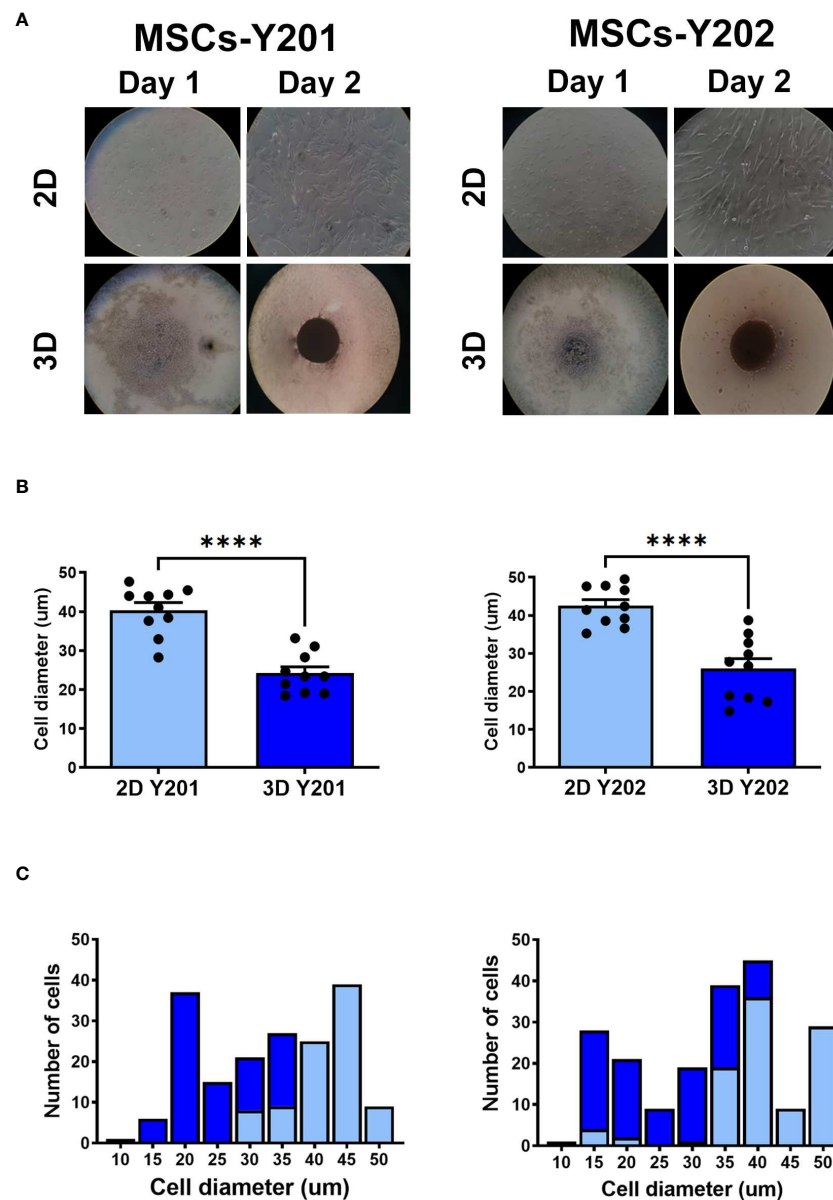 A
MSCs-Y201
MSCs-Y202
Day 1 Day 2
Day 1 Day 2
2D
2D
3D
3D
B
****
****
Cell diameter (um)
50
40
30
20
10
0
2D Y201 3D Y201
Cell diameter (um)
50
40
30
20
10
0
2D Y202 3D Y202
C
Number of cells
50
40
30
20
10
0
10 15 20 25 30 35 40 45 50
Cell diameter (um)
Number of cells
50
40
30
20
10
0
10 15 20 25 30 35 40 45 50
Cell diameter (um)